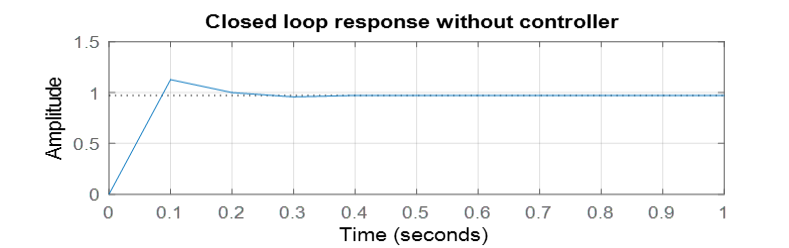 Closed loop response without controller
1.5
1
0.5
0
Amplitude
0 0.1 0.2 0.3 0.4 0.5 0.6 0.7 0.8 0.9 1
Time (seconds)